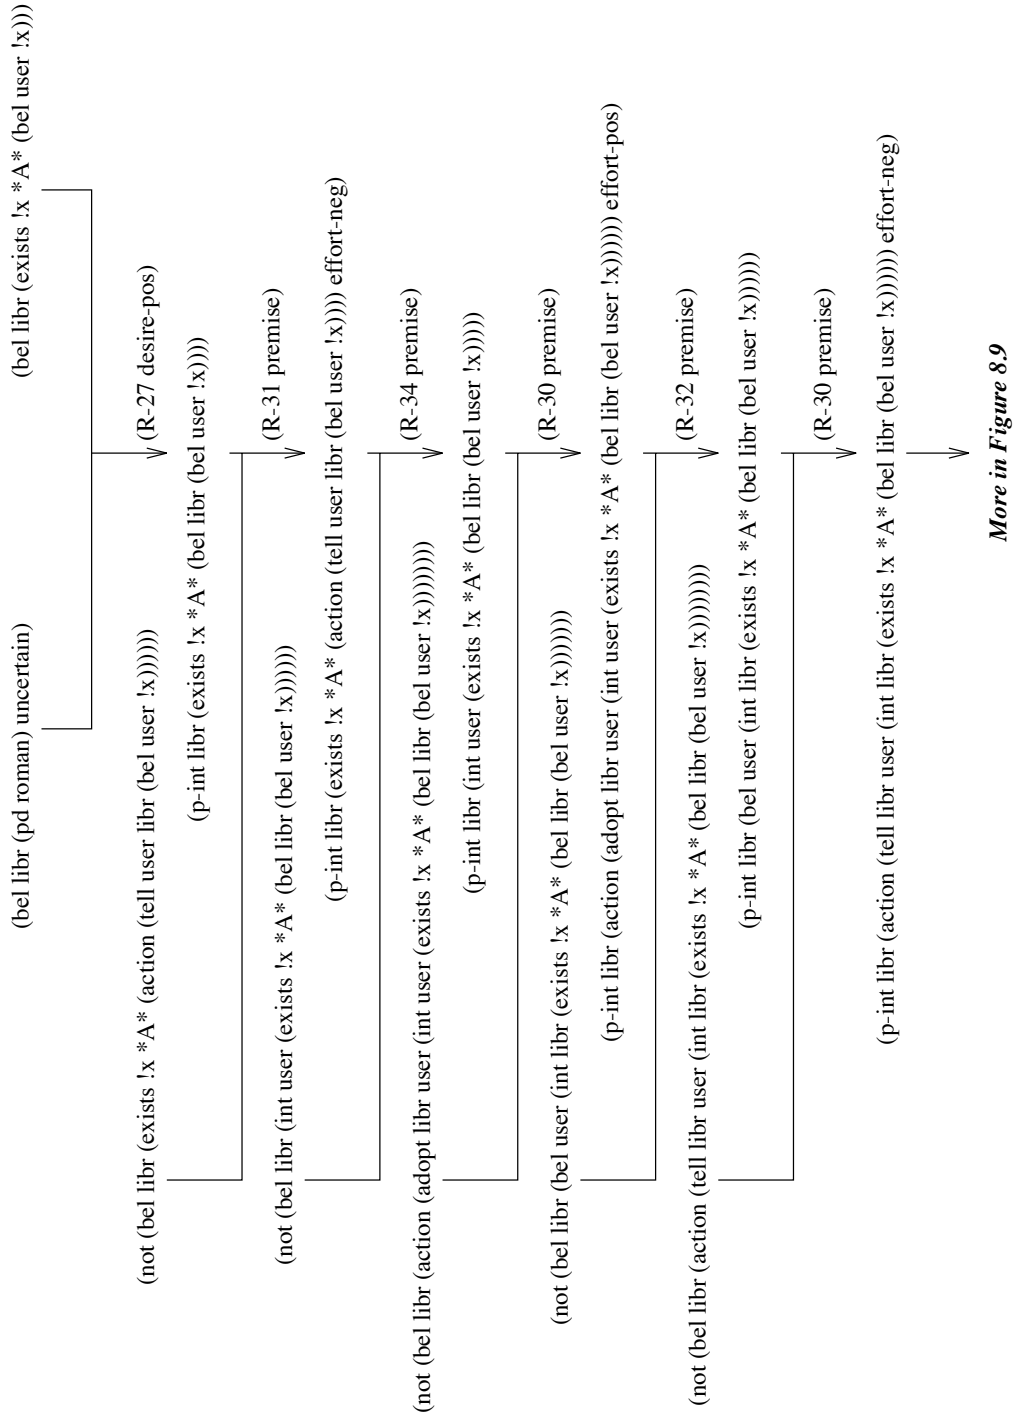 (bel libr (pd roman) uncertain) (bel libr (exists !x *A* (bel user !x)))
(not (bel libr (exists !x *A* (action (tell user libr (bel user !x)))))) (R-27 desire-pos)
(p-int libr (exists !x *A* (bel libr (bel user !x))))
(not (bel libr (int user (exists !x *A* (bel libr (bel user !x)))))) (R-31 premise)
(p-int libr (exists !x *A* (action (tell user libr (bel user !x)))) effort-neg)
(not (bel libr (action (adopt libr user (int user (exists !x *A* (bel libr (bel user !x)))))))) (R-34 premise)
(p-int libr (int user (exists !x *A* (bel libr (bel user !x)))))
(not (bel libr (bel user (int libr (exists !x *A* (bel libr (bel user !x))))))) (R-30 premise)
(p-int libr (action (adopt libr user (int user (exists !x *A* (bel libr (bel user !x)))))) effort-pos)
(not (bel libr (action (tell libr user (int libr (exists !x *A* (bel libr (bel user !x)))))))) (R-32 premise)
(p-int libr (bel user (int libr (exists !x *A* (bel libr (bel user !x))))))
(R-30 premise)
(p-int libr (action (tell libr user (int libr (exists !x *A* (bel libr (bel user !x)))))) effort-neg)
More in Figure 8.9